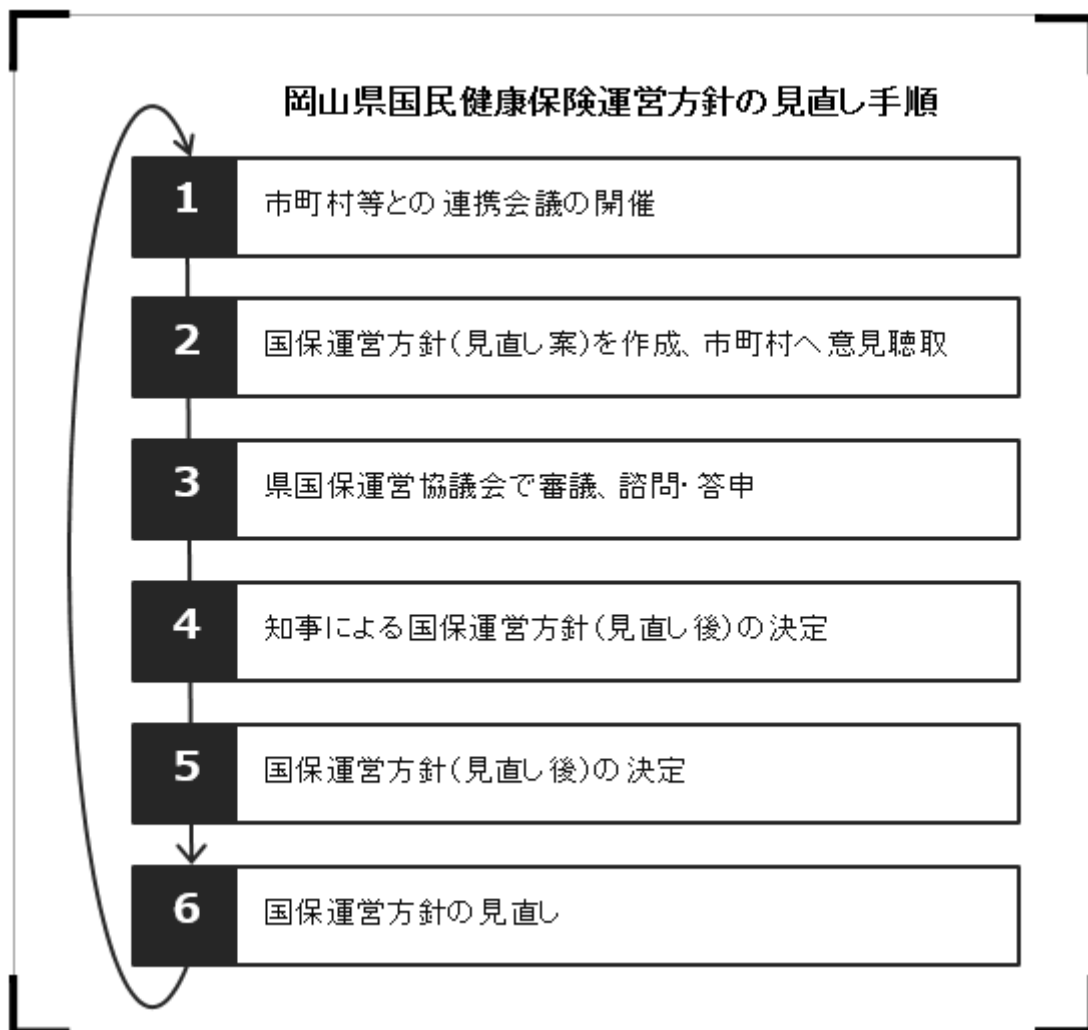 岡山県国民健康保険運営方針の見直し手順
1
市町村等との連携会議の開催
2
国保運営方針(見直し案)を作成、市町村へ意見聴取
3
県国保運営協議会で審議、諮問・答申
4
知事による国保運営方針(見直し後)の決定
5
国保運営方針(見直し後)の決定
6
国保運営方針の見直し